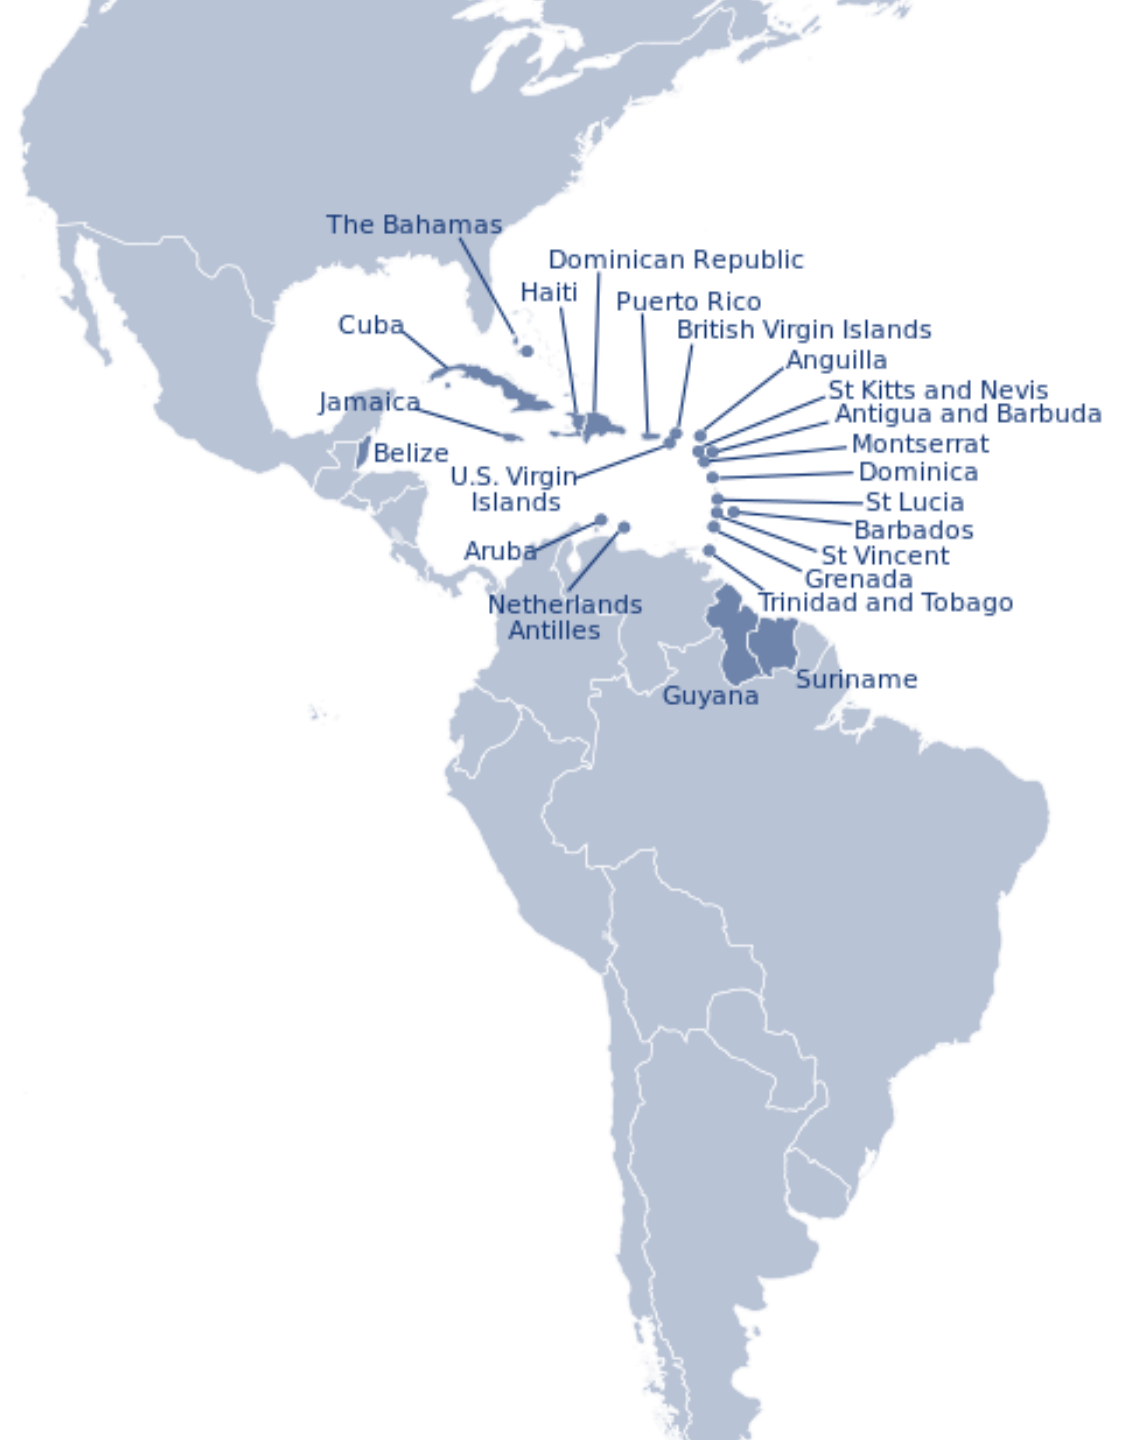 The Bahamas
Dominican Republic
Haiti
Puerto Rico
Cuba
British Virgin Islands
Anguilla
St Kitts and Nevis
Jamaica
Antigua and Barbuda
Montserrat
Belize
Dominica
U.S. Virgin
Islands
St Lucia
Barbados
Aruba
St Vincent
Grenada
Trinidad and Tobago
Netherlands
Antilles
Suriname
Guyana